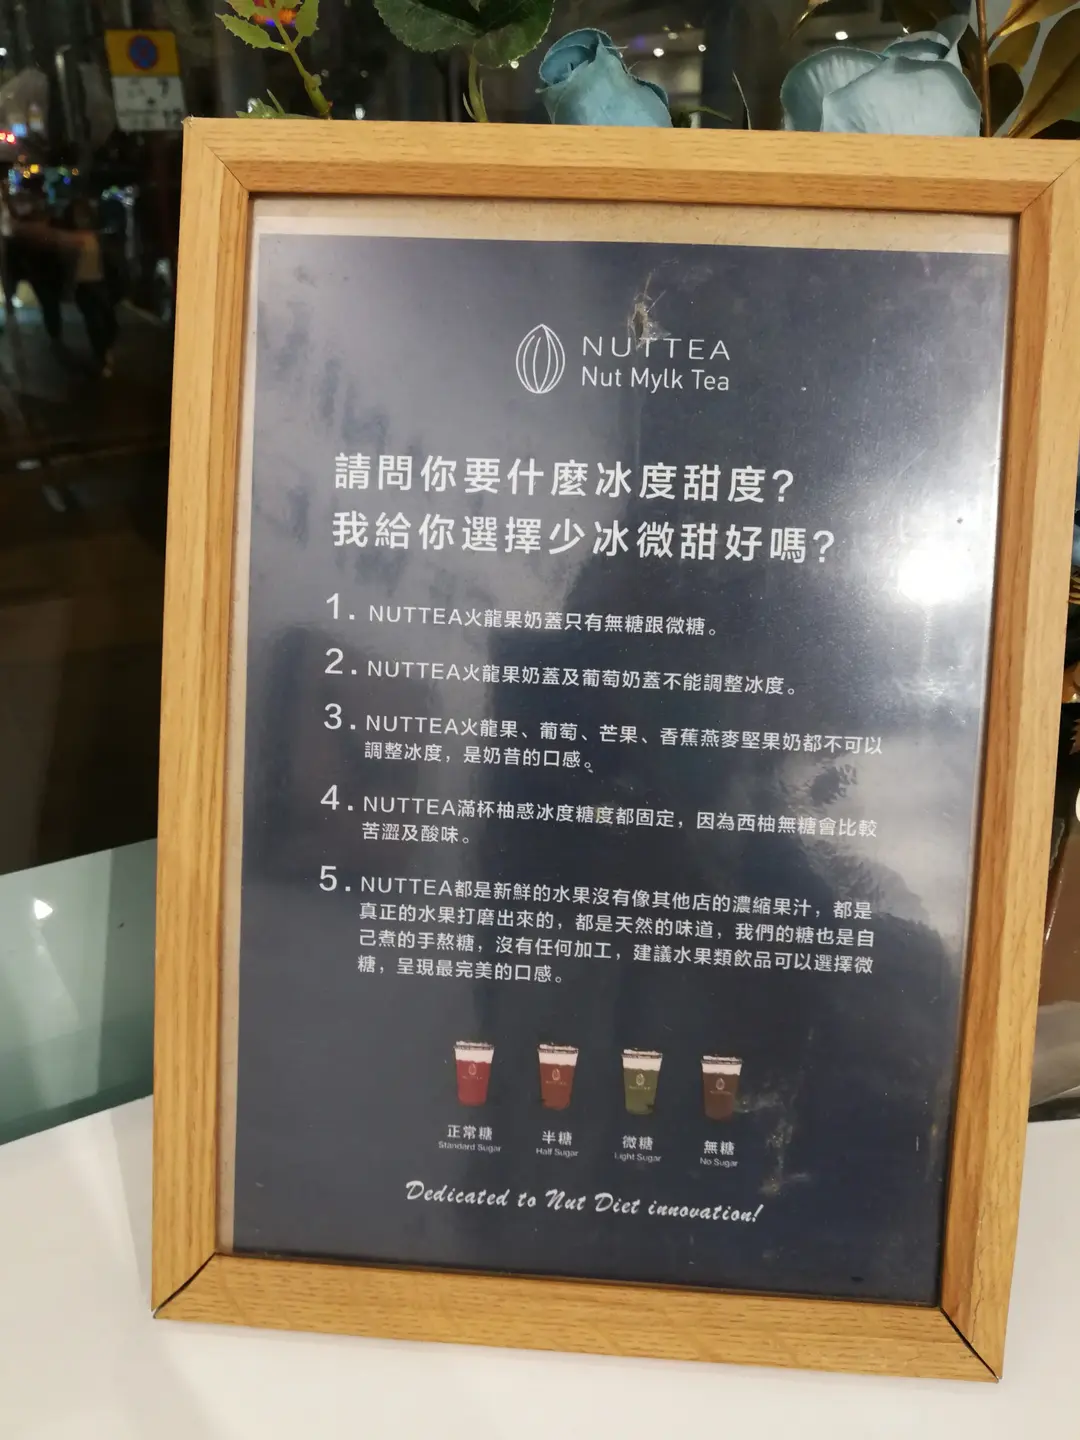 NUTTEA
Nut Mylk Tea
請問你要什麼冰度甜度?
我給你選擇少冰微甜好嗎?
1. NUTTEA火龍果奶蓋只有無糖跟微糖。
2. NUTTEA火龍果奶蓋及葡萄奶蓋不能調整冰度。
3. NUTTEA火龍果、葡萄、芒果、香蕉燕麥堅果奶都不可以
調整冰度，是奶昔的口感。
4. NUTTEA滿杯柚惑冰度糖度都固定，因為西柚無糖會比較
苦澀及酸味。
5. NUTTEA都是新鮮的水果沒有像其他店的濃縮果汁，都是
真正的水果打磨出來的，都是天然的味道，我們的糖也是自
己煮的手熬糖，沒有任何加工，建議水果類飲品可以選擇微
糖，呈現最完美的口感。
正常糖 半糖 微糖 無糖
Standard Sugar Half Sugar Light Sugar No Sugar
Dedicated to Nut Diet innovation!